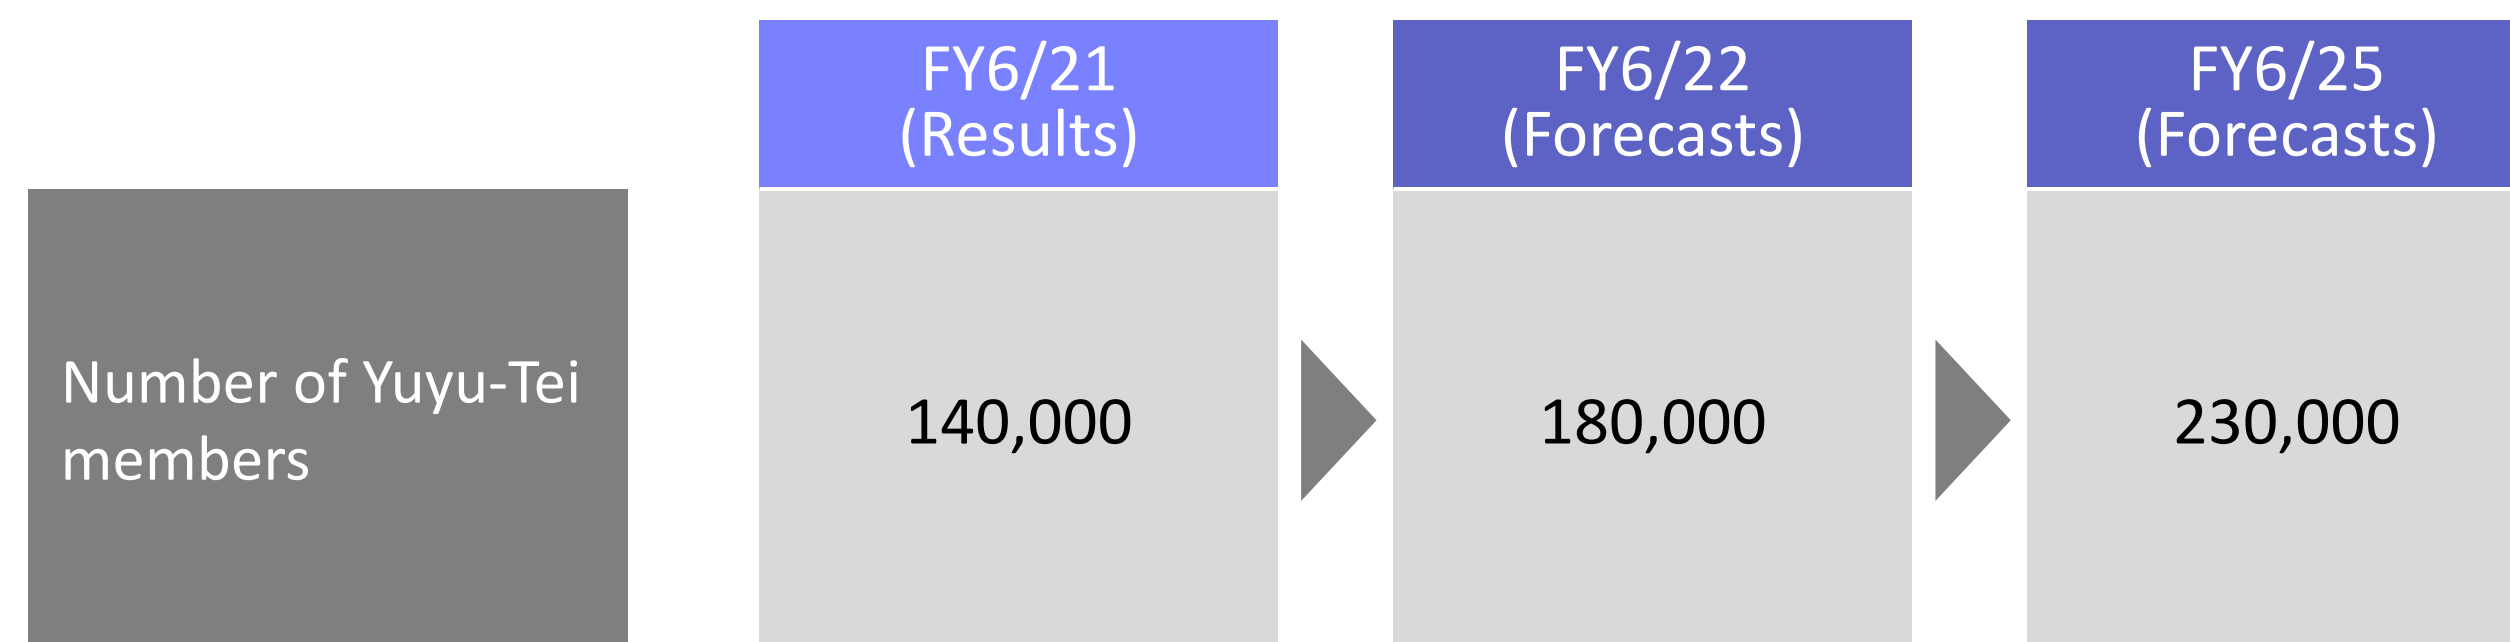 FY6/21
(Results)
FY6/22
(Forecasts)
FY6/25
(Forecasts)
Number of Yuyu-Tei
members
140,000
180,000
230,000